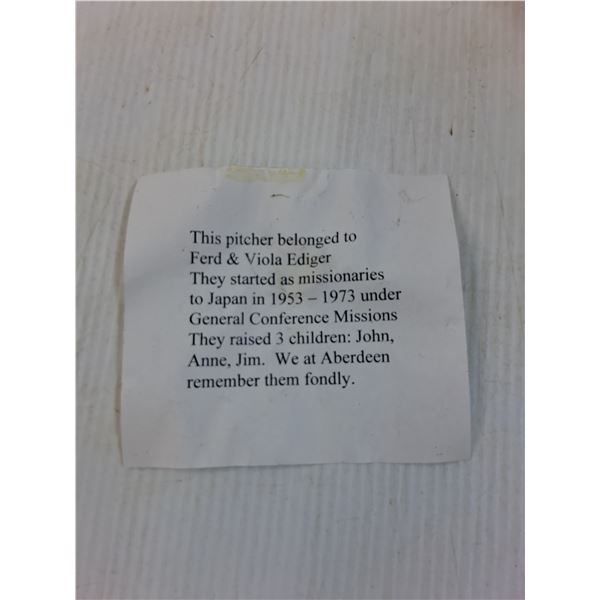 This pitcher belonged to
Ferd & Viola Ediger
They started as missionaries
to Japan in 1953 – 1973 under
General Conference Missions
They raised 3 children: John,
Anne, Jim.  We at Aberdeen
remember them fondly.